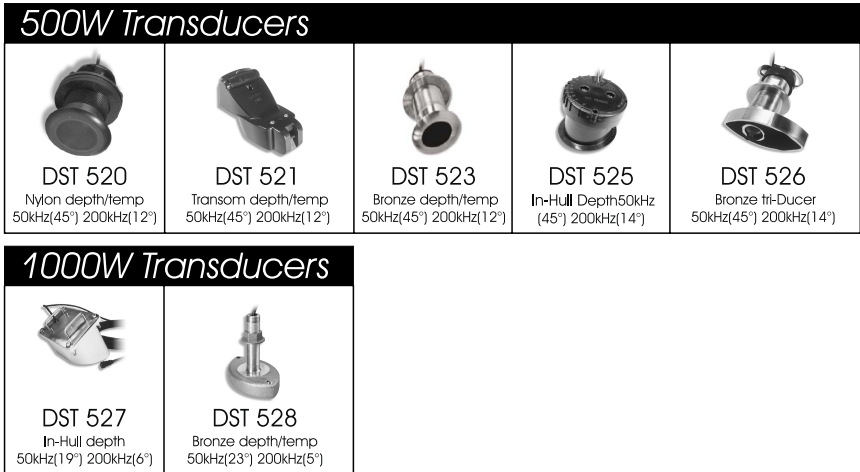 500W Transducers
DST 520
Nylon depth/temp
50kHz(45°) 200kHz(12°)
DST 521
Transom depth/temp
50kHz(45°) 200kHz(12°)
DST 523
Bronze depth/temp
50kHz(45°) 200kHz(12°)
DST 525
In-Hull Depth50kHz
(45°) 200kHz(14°)
DST 526
Bronze tri-Ducer
50kHz(45°) 200kHz(14°)
1000W Transducers
DST 527
In-Hull depth
50kHz(19°) 200kHz(6°)
DST 528
Bronze depth/temp
50kHz(23°) 200kHz(5°)